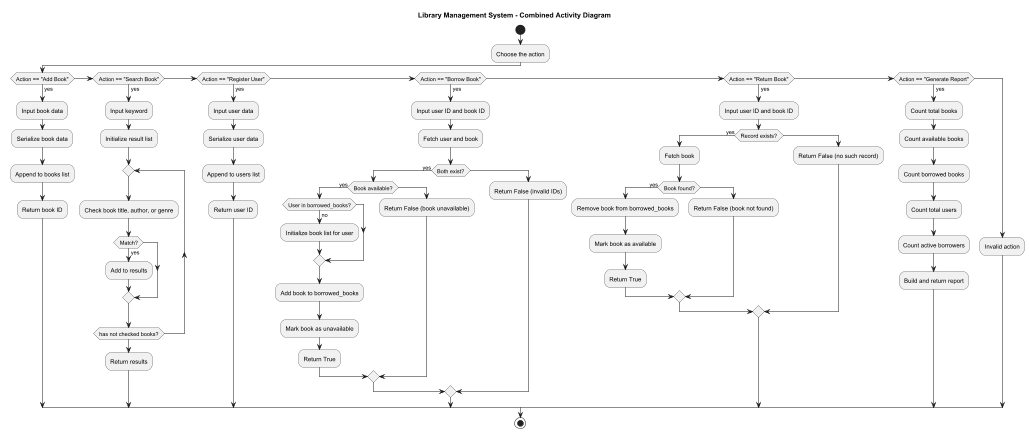 Library Management System - Combined Activity Diagram
Choose the action
Action == "Add Book"
yes
Input book data
Serialize book data
Append to books list
Return book ID
Action == "Search Book"
yes
Input keyword
Initialize result list
Check book title, author, or genre
Match?
yes
Add to results
has not checked books?
Return results
Action == "Register User"
yes
Input user data
Serialize user data
Append to users list
Return user ID
Action == "Borrow Book"
yes
Input user ID and book ID
Fetch user and book
Both exist?
yes
Book available?
yes
User in borrowed_books?
no
Initialize book list for user
Add book to borrowed_books
Mark book as unavailable
Return True
Return False (book unavailable)
Return False (invalid IDs)
Action == "Return Book"
yes
Input user ID and book ID
Record exists?
yes
Fetch book
Book found?
yes
Remove book from borrowed_books
Mark book as available
Return True
Return False (book not found)
Return False (no such record)
Action == "Generate Report"
yes
Count total books
Count available books
Count borrowed books
Count total users
Count active borrowers
Build and return report
Invalid action